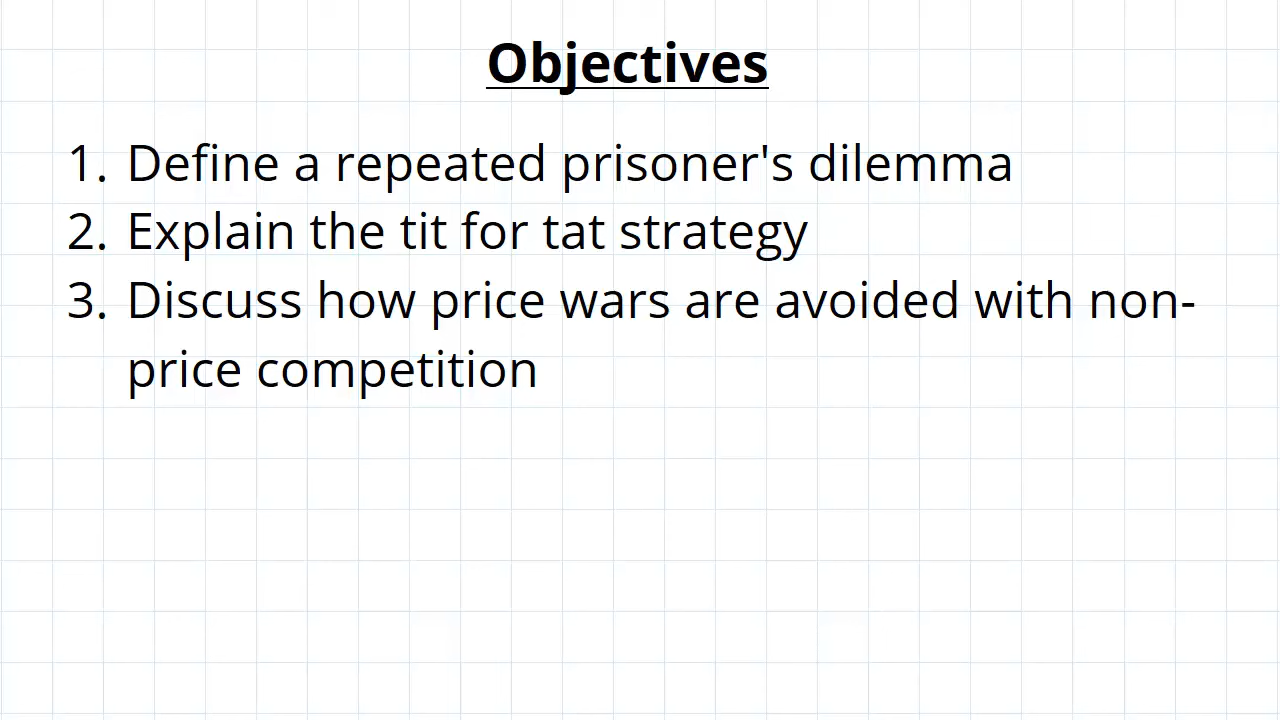 Objectives
1. Define a repeated prisoner's dilemma
2. Explain the tit for tat strategy
3. Discuss how price wars are avoided with non-
price competition